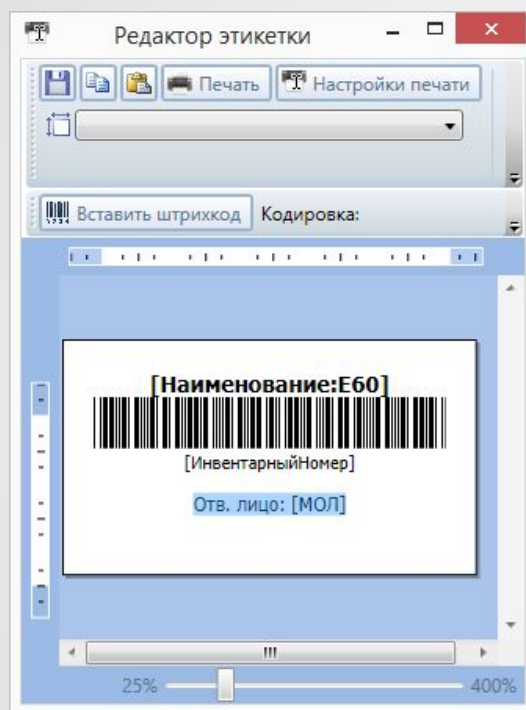 Редактор этикетки
Печать Настройки печати
Вставить штрихкод Кодировка:
[Наименование:E60]
[ИнвентарныйНомер]
Отв. лицо: [МОЛ]
25% 400%